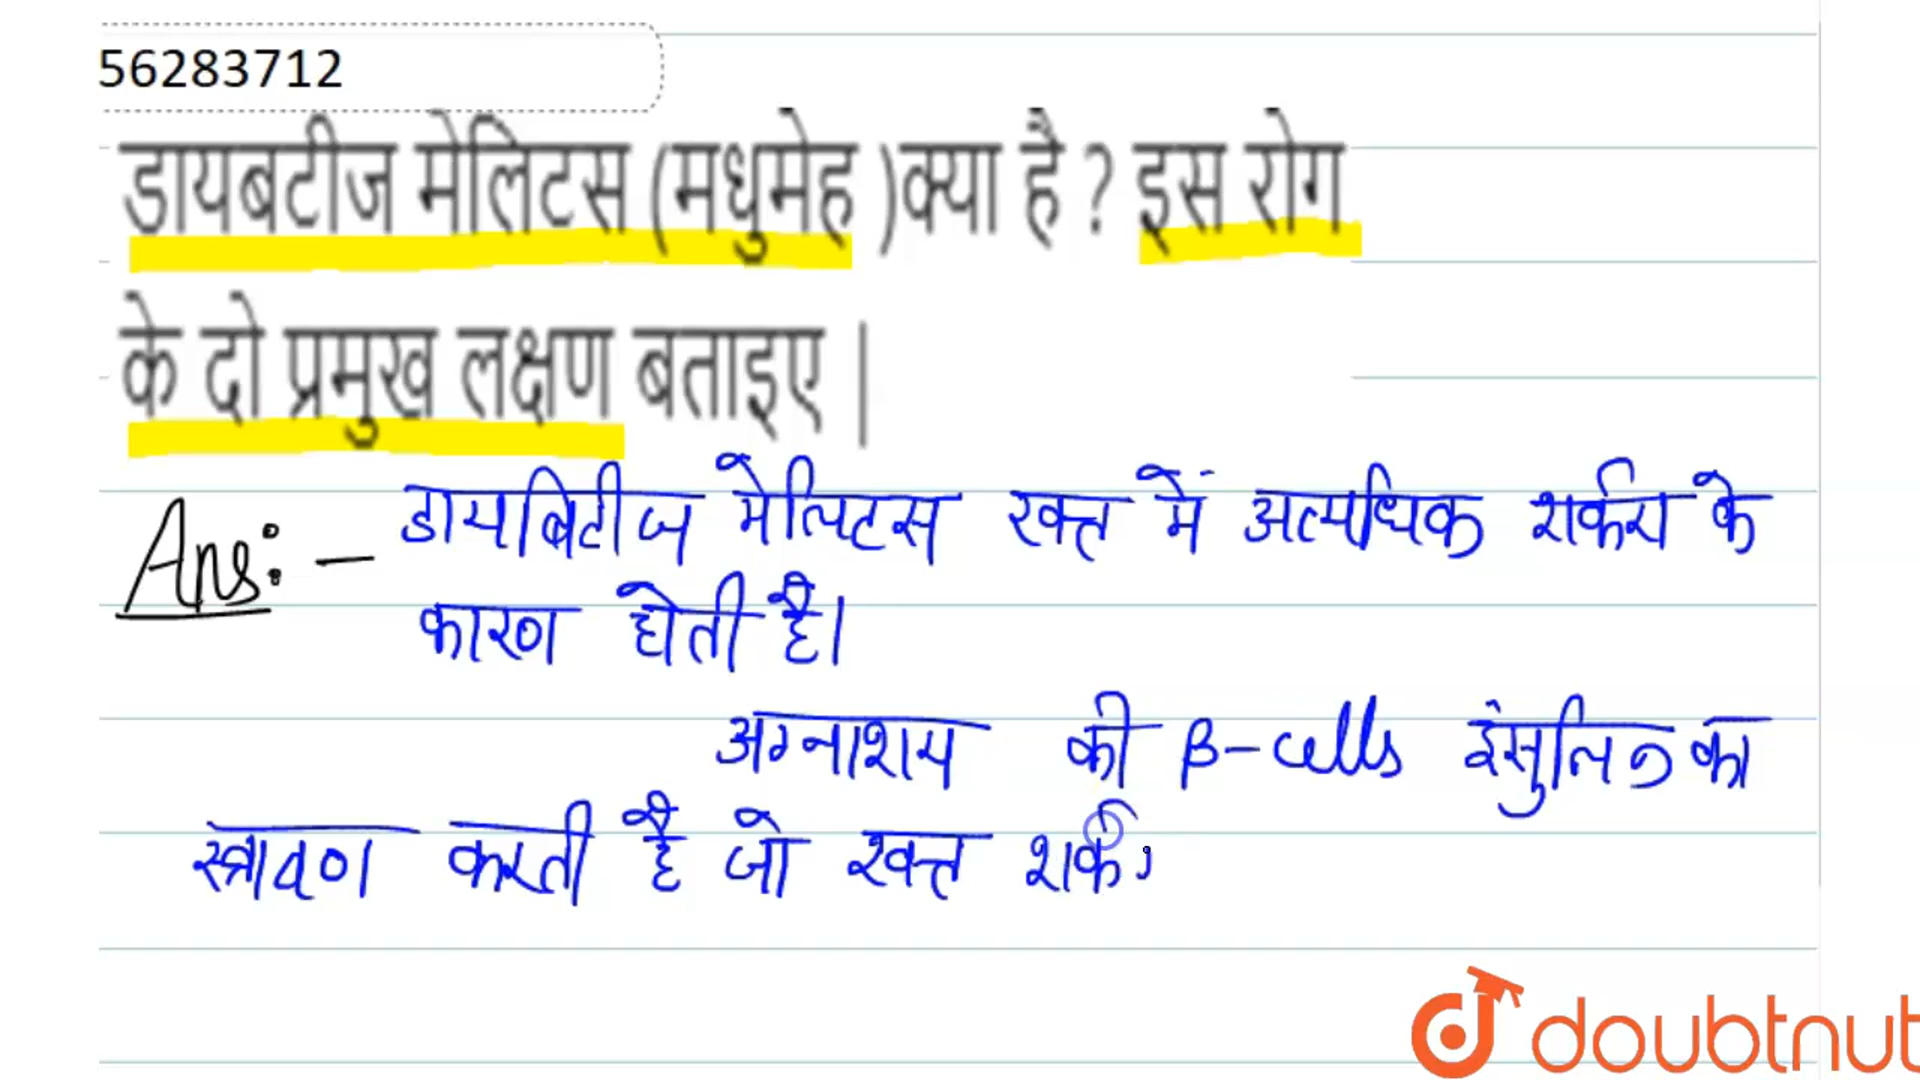 56283712
डायबटीज मेलिटस (मधुमेह )क्या है ? इस रोग
के दो प्रमुख लक्षण बताइए |
Ans: - डायबिटीज मेलिटस रक्त में अत्यधिक शर्करा के
कारण होती है।
अग्नाशय की β-cells इंसुलिन का
स्त्रावण करती है जो रक्त शर्क
doubtnut